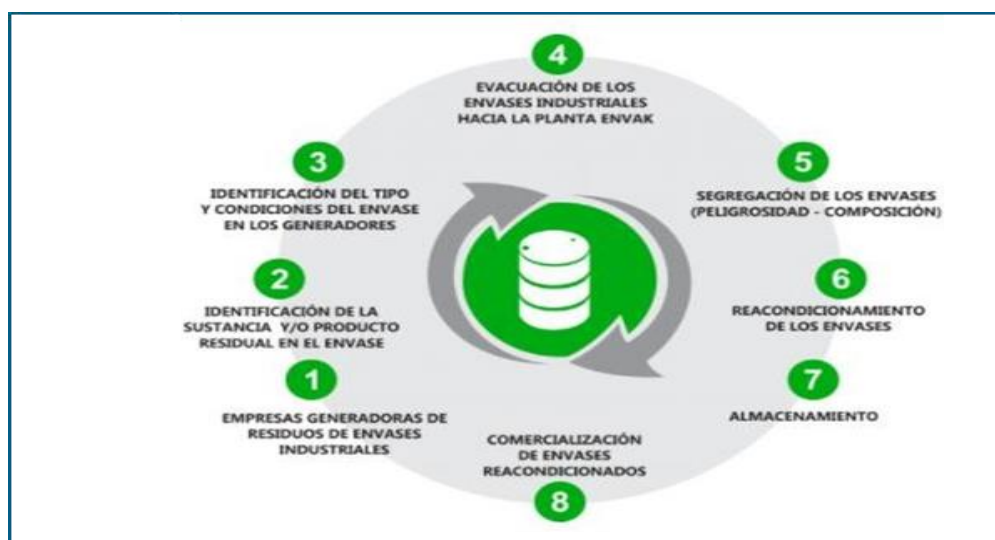 1
EMPRESAS GENERADORAS DE
RESIDUOS DE ENVASES
INDUSTRIALES
2
IDENTIFICACIÓN DE LA
SUSTANCIA Y/O PRODUCTO
RESIDUAL EN EL ENVASE
3
IDENTIFICACIÓN DEL TIPO
Y CONDICIONES DEL ENVASE
EN LOS GENERADORES
4
EVACUACIÓN DE LOS
ENVASES INDUSTRIALES
HACIA LA PLANTA ENVAK
5
SEGREGACIÓN DE LOS ENVASES
(PELIGROSIDAD - COMPOSICIÓN)
6
REACONDICIONAMIENTO
DE LOS ENVASES
7
ALMACENAMIENTO
COMERCIALIZACIÓN
DE ENVASES
REACONDICIONADOS
8